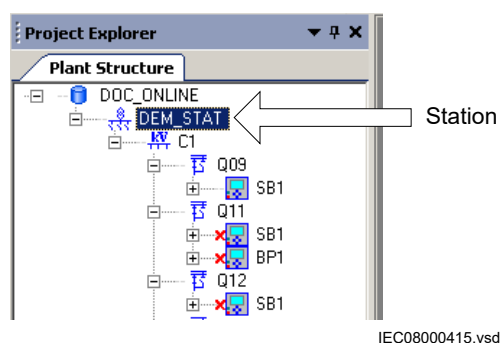 Project Explorer
Plant Structure
DOC_ONLINE
DEM_STAT
Station
C1
Q09
SB1
Q11
SB1
BP1
Q12
SB1
IEC08000415.vsd